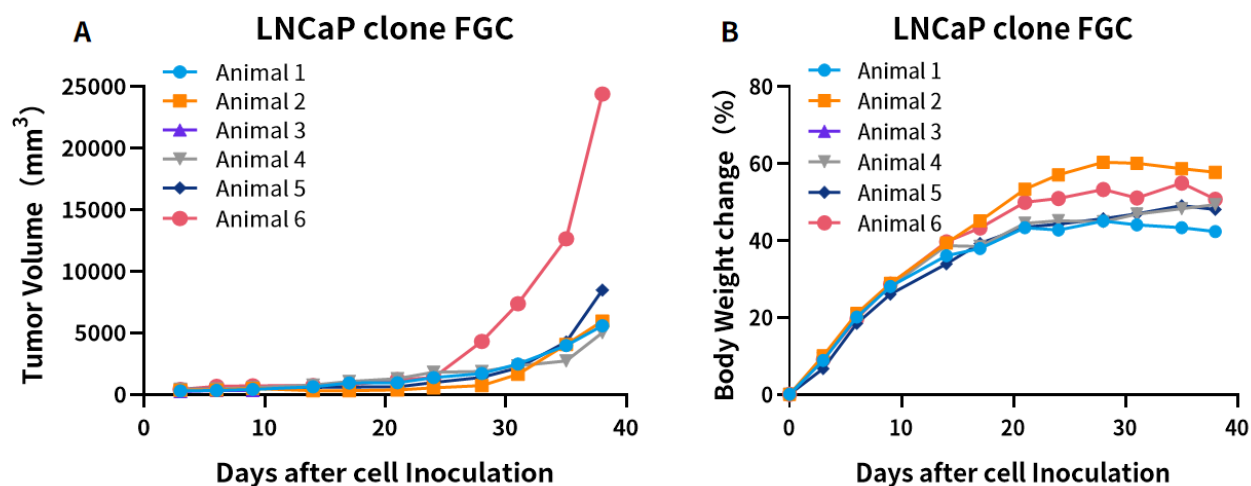 A
LNCaP clone FGC
Animal 1
Animal 2
Animal 3
Animal 4
Animal 5
Animal 6
Tumor Volume（mm³）
25000
20000
15000
10000
5000
0
0 10 20 30 40
Days after cell Inoculation
B
LNCaP clone FGC
Animal 1
Animal 2
Animal 3
Animal 4
Animal 5
Animal 6
Body Weight change（%）
80
60
40
20
0
0 10 20 30 40
Days after cell Inoculation